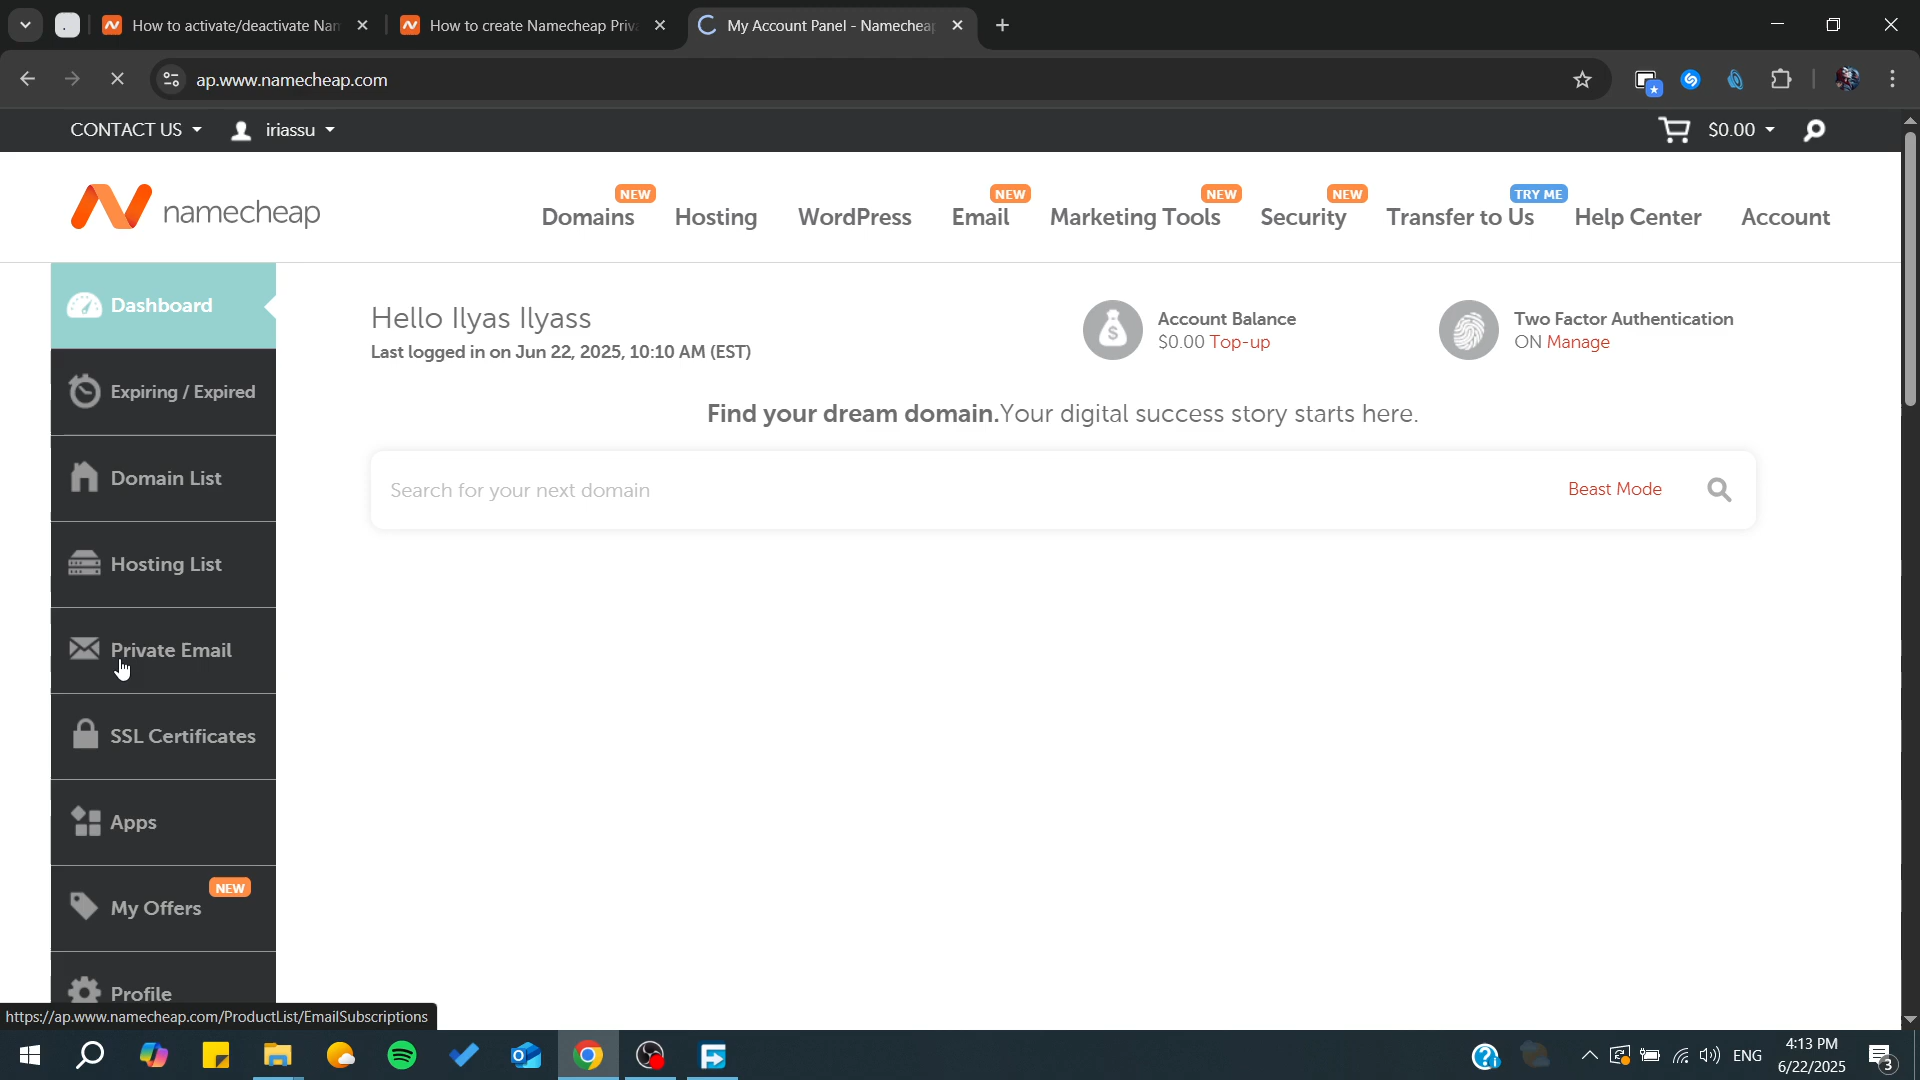 How to activate/deactivate Nam
How to create Namecheap Priva
My Account Panel - Namecheap
ap.www.namecheap.com
CONTACT US
iriassu
$0.00
namecheap
NEW
NEW
NEW
NEW
TRY ME
Domains
Hosting
WordPress
Email
Marketing Tools
Security
Transfer to Us
Help Center
Account
Dashboard
Expiring / Expired
Domain List
Hosting List
Private Email
SSL Certificates
Apps
NEW
My Offers
Profile
Hello Ilyas Ilyass
Last logged in on Jun 22, 2025, 10:10 AM (EST)
Account Balance
$0.00 Top-up
Two Factor Authentication
ON Manage
Find your dream domain.Your digital success story starts here.
Search for your next domain
Beast Mode
https://ap.www.namecheap.com/ProductList/EmailSubscriptions
ENG
4:13 PM
6/22/2025
3